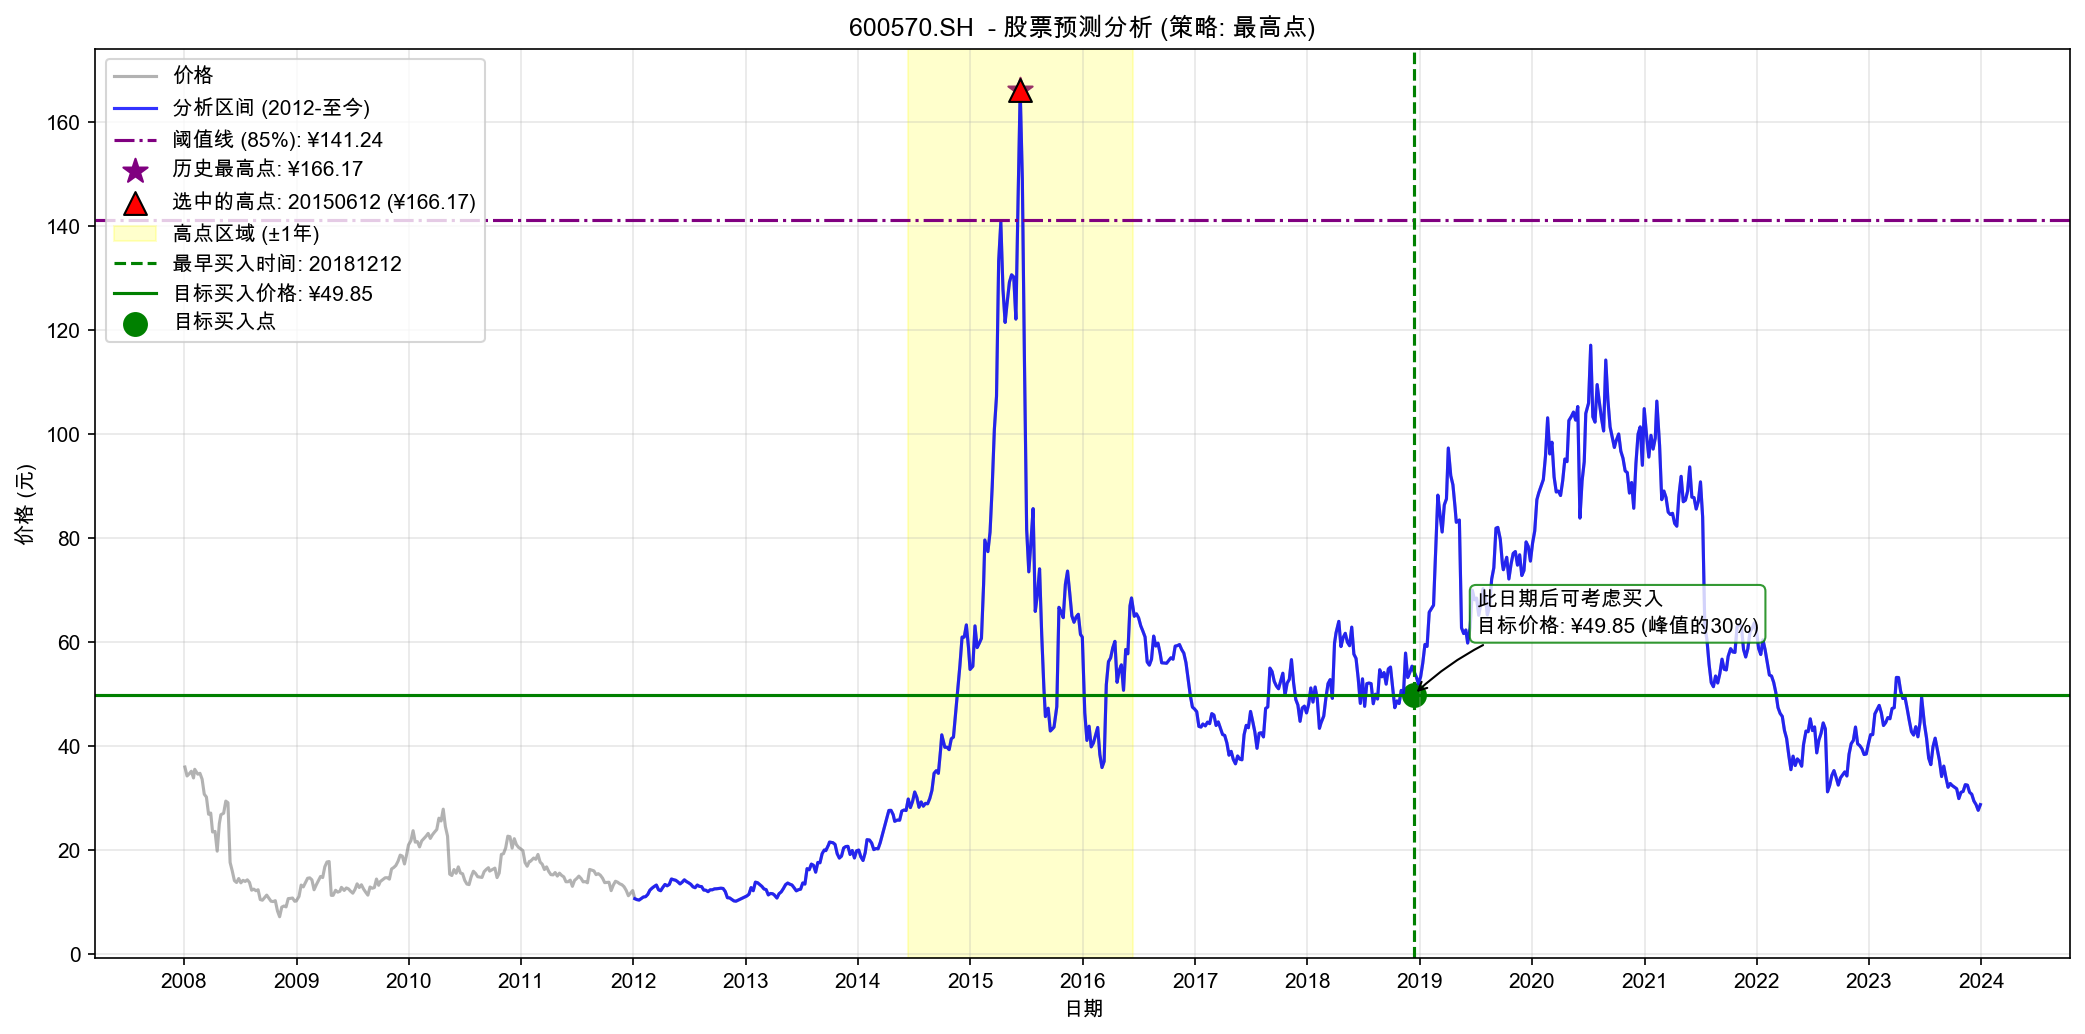 600570.SH - 股票预测分析 (策略: 最高点)
价格
分析区间 (2012-至今)
阈值线 (85%): ¥141.24
历史最高点: ¥166.17
选中的高点: 20150612 (¥166.17)
高点区域 (±1年)
最早买入时间: 20181212
目标买入价格: ¥49.85
目标买入点
价格 (元)
160
140
120
100
80
60
40
20
0
此日期后可考虑买入
目标价格: ¥49.85 (峰值的30%)
2008 2009 2010 2011 2012 2013 2014 2015 2016 2017 2018 2019 2020 2021 2022 2023 2024
日期